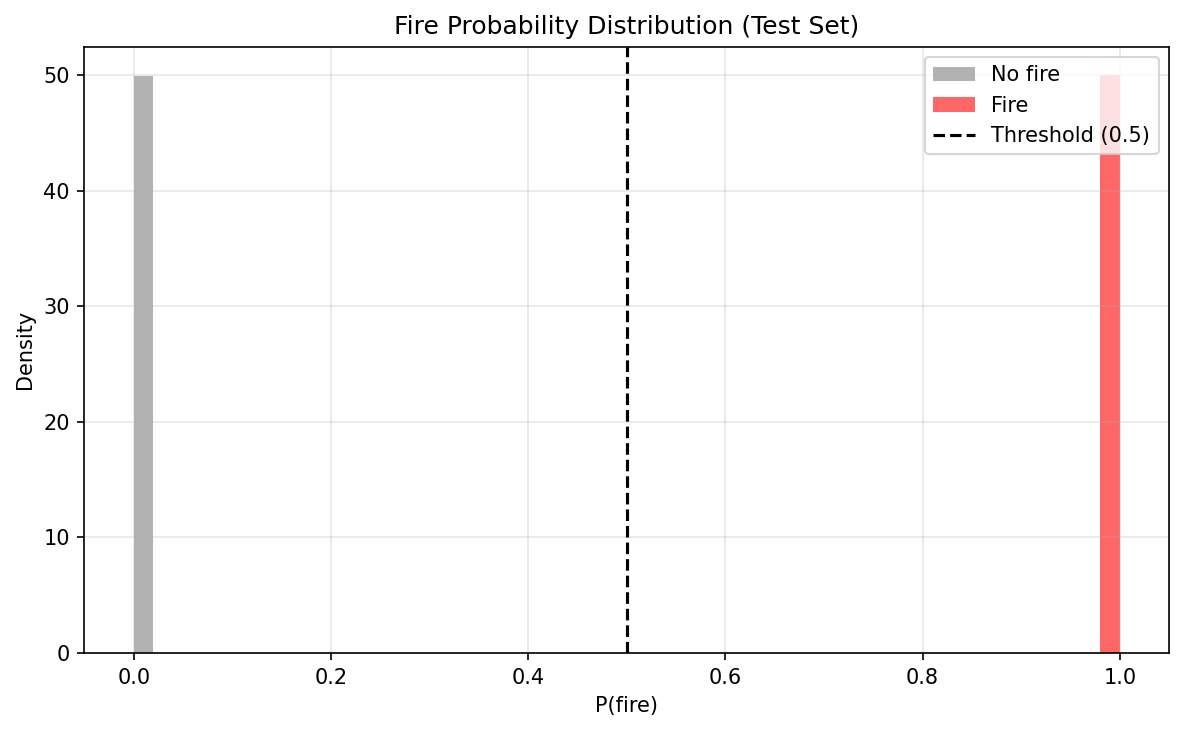 Fire Probability Distribution (Test Set)
Density
50
40
30
20
10
0
No fire
Fire
Threshold (0.5)
0.0 0.2 0.4 0.6 0.8 1.0
P(fire)